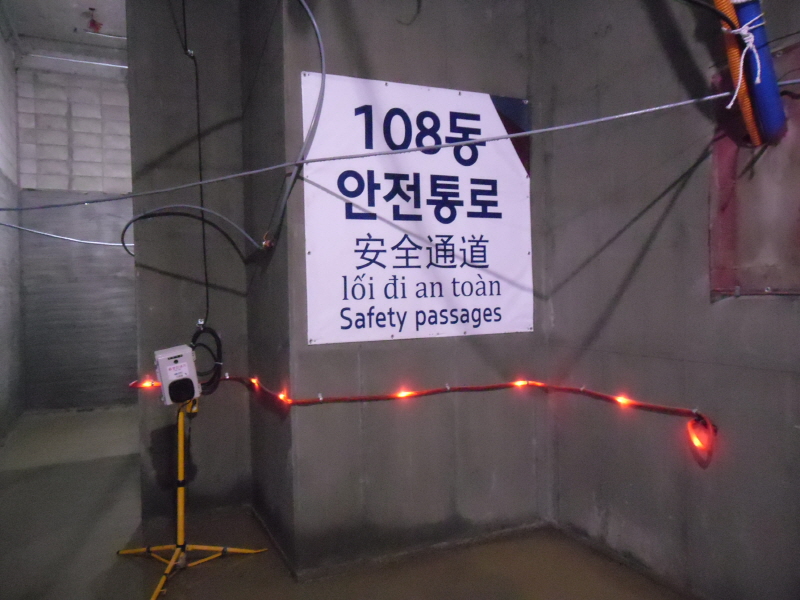 108동
안전통로
安全通道
lối đi an toàn
Safety passages